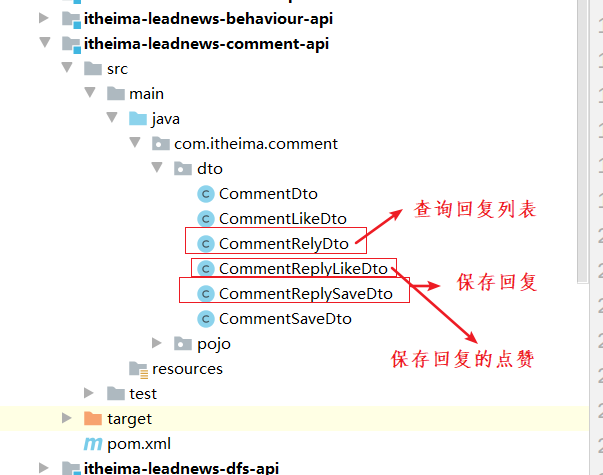 itheima-leadnews-behaviour-api
itheima-leadnews-comment-api
src
main
java
com.itheima.comment
dto
CommentDto
CommentLikeDto
CommentRelyDto
查询回复列表
CommentReplyLikeDto
CommentReplySaveDto
保存回复
CommentSaveDto
pojo
保存回复的点赞
resources
test
target
pom.xml
itheima-leadnews-dfs-api